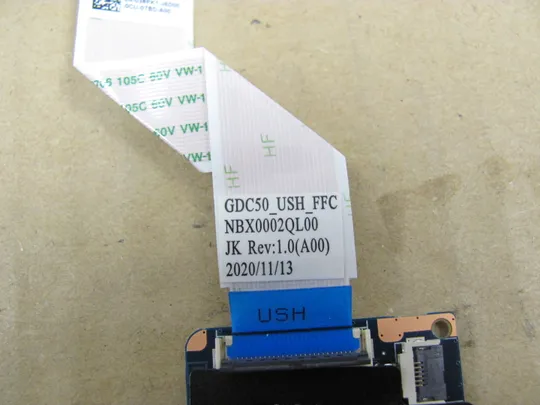 105C 60V VW-1
105C 60V VW-1
60V VW-1
VW-1
HF
HF
HF
GDC50_USH_FFC
NBX0002QL00
JK Rev:1.0(A00)
2020/11/13
USH